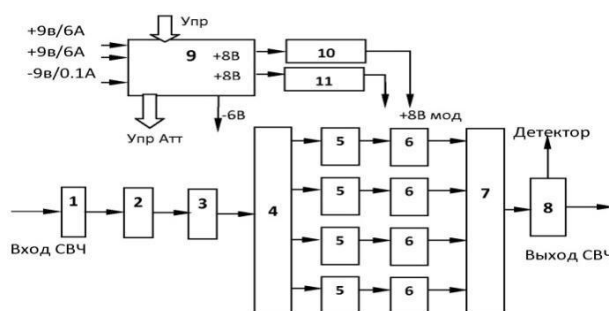 Упр
+9в/6А
+9в/6А
-9в/0.1А
9
+8В
+8В
10
11
Упр Атт
-6В
+8В мод
Детектор
5 6
5 6
5 6
5 6
1 2 3 4 7 8
Вход СВЧ
Выход СВЧ